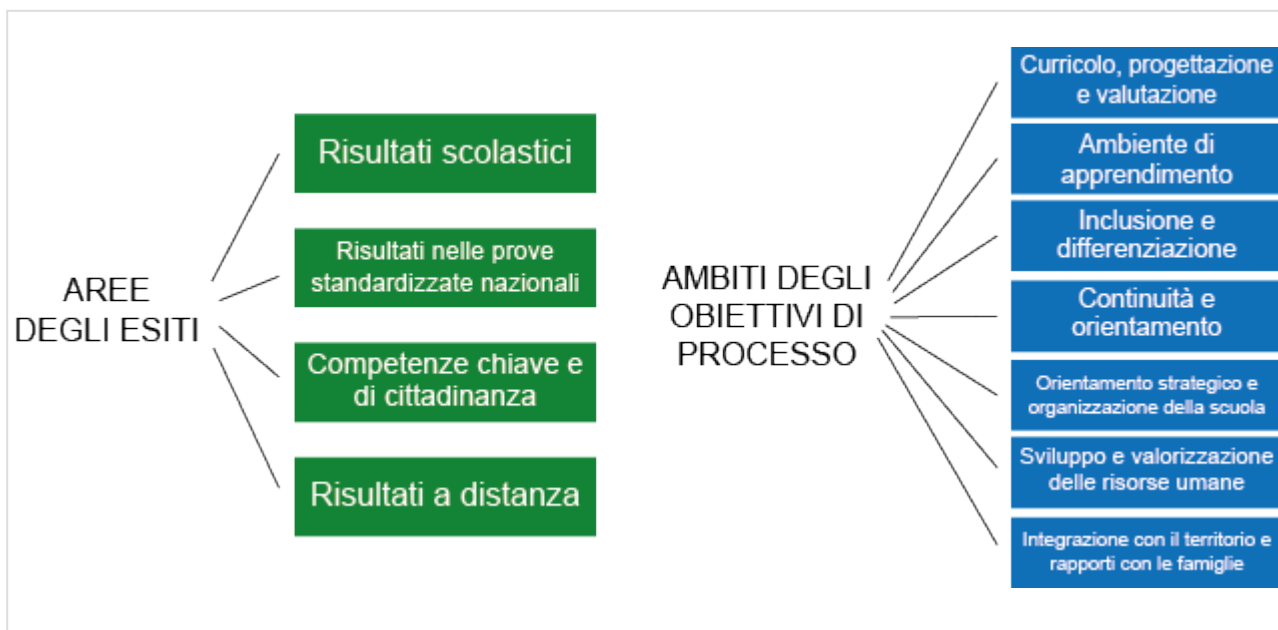 AREE
DEGLI ESITI
Risultati scolastici
Risultati nelle prove
standardizzate nazionali
Competenze chiave e
di cittadinanza
Risultati a distanza
AMBITI DEGLI
OBIETTIVI DI
PROCESSO
Curricolo, progettazione
e valutazione
Ambiente di
apprendimento
Inclusione e
differenziazione
Continuità e
orientamento
Orientamento strategico e
organizzazione della scuola
Sviluppo e valorizzazione
delle risorse umane
Integrazione con il territorio e
rapporti con le famiglie